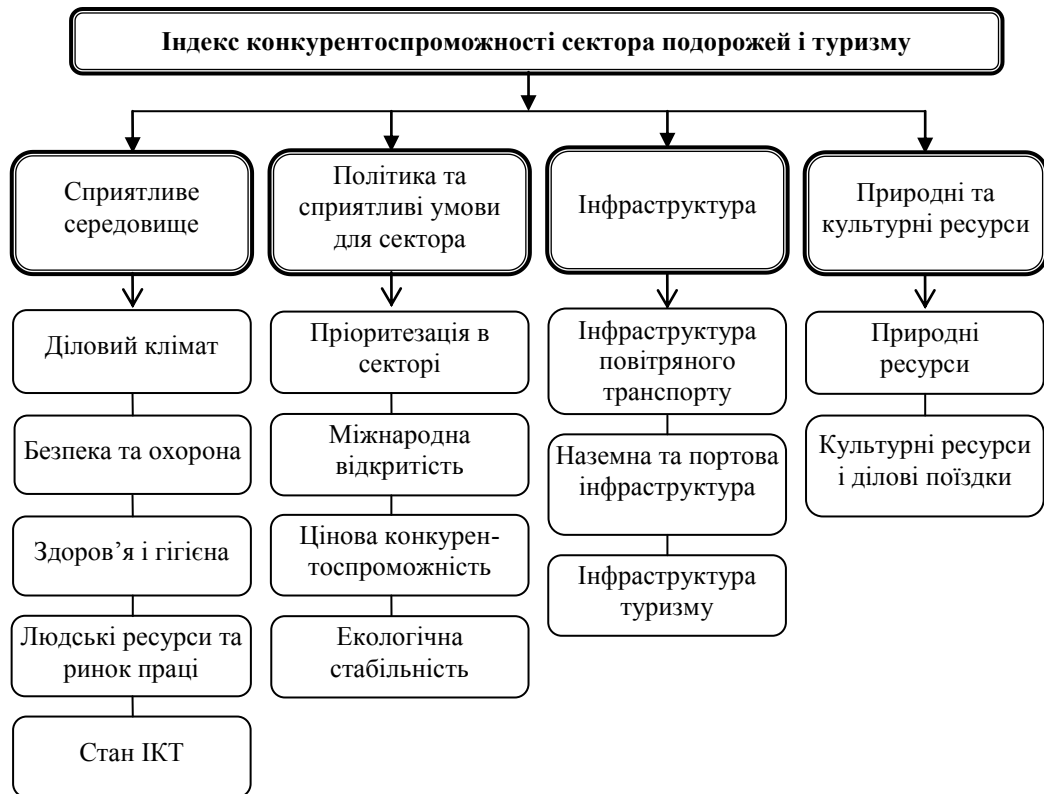 Індекс конкурентоспроможності сектора подорожей і туризму
Сприятливе
середовище
Політика та
сприятливі умови
для сектора
Інфраструктура
Природні та
культурні ресурси
Діловий клімат
Безпека та охорона
Здоров’я і гігієна
Людські ресурси та
ринок праці
Стан ІКТ
Пріоритезація в
секторі
Міжнародна
відкритість
Цінова конкурен-
тоспроможність
Екологічна
стабільність
Інфраструктура
повітряного
транспорту
Наземна та портова
інфраструктура
Інфраструктура
туризму
Природні
ресурси
Культурні ресурси
і ділові поїздки